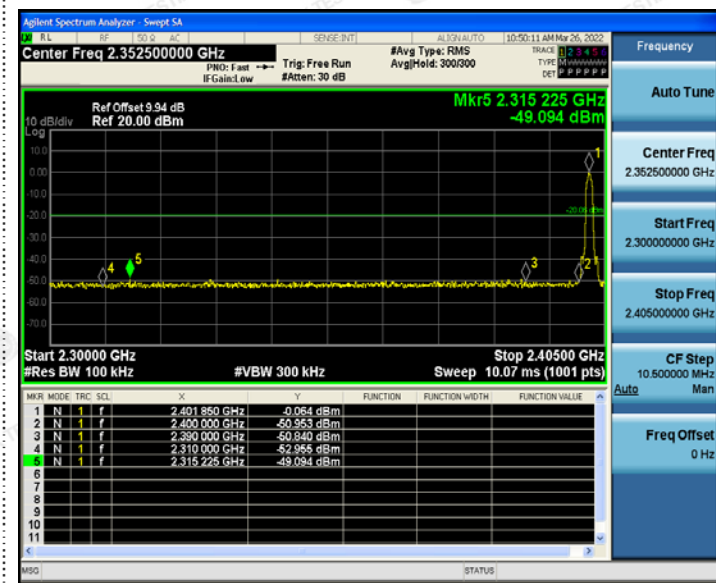 Agilent Spectrum Analyzer - Swept SA
RL RF 50 Ω AC SENSE:INT ALIGN AUTO 10:50:11 AM Mar 26, 2022
Center Freq 2.352500000 GHz
PNO: Fast
IFGain:Low
Trig: Free Run
#Atten: 30 dB
#Avg Type: RMS
Avg|Hold: 300/300
TRACE 1 2 3 4 5 6
TYPE M
DET P P P P P P
Ref Offset 9.94 dB
Ref 20.00 dBm
10 dB/div
Log
Mkr5 2.315 225 GHz
-49.094 dBm
10.0
0.00
-10.0
-20.0
-30.0
-40.0
-50.0
-60.0
-70.0
-20.06 dBm
1
2
3
4
5
Start 2.30000 GHz
Stop 2.40500 GHz
#Res BW 100 kHz
#VBW 300 kHz
Sweep 10.07 ms (1001 pts)
MKR MODE TRC SCL X Y FUNCTION FUNCTION WIDTH FUNCTION VALUE
1 N 1 f 2.401 850 GHz -0.064 dBm
2 N 1 f 2.400 000 GHz -50.953 dBm
3 N 1 f 2.390 000 GHz -50.840 dBm
4 N 1 f 2.310 000 GHz -52.955 dBm
5 N 1 f 2.315 225 GHz -49.094 dBm
6
7
8
9
10
11
MSG
STATUS
Frequency
Auto Tune
Center Freq
2.352500000 GHz
Start Freq
2.300000000 GHz
Stop Freq
2.405000000 GHz
CF Step
10.500000 MHz
Auto Man
Freq Offset
0 Hz